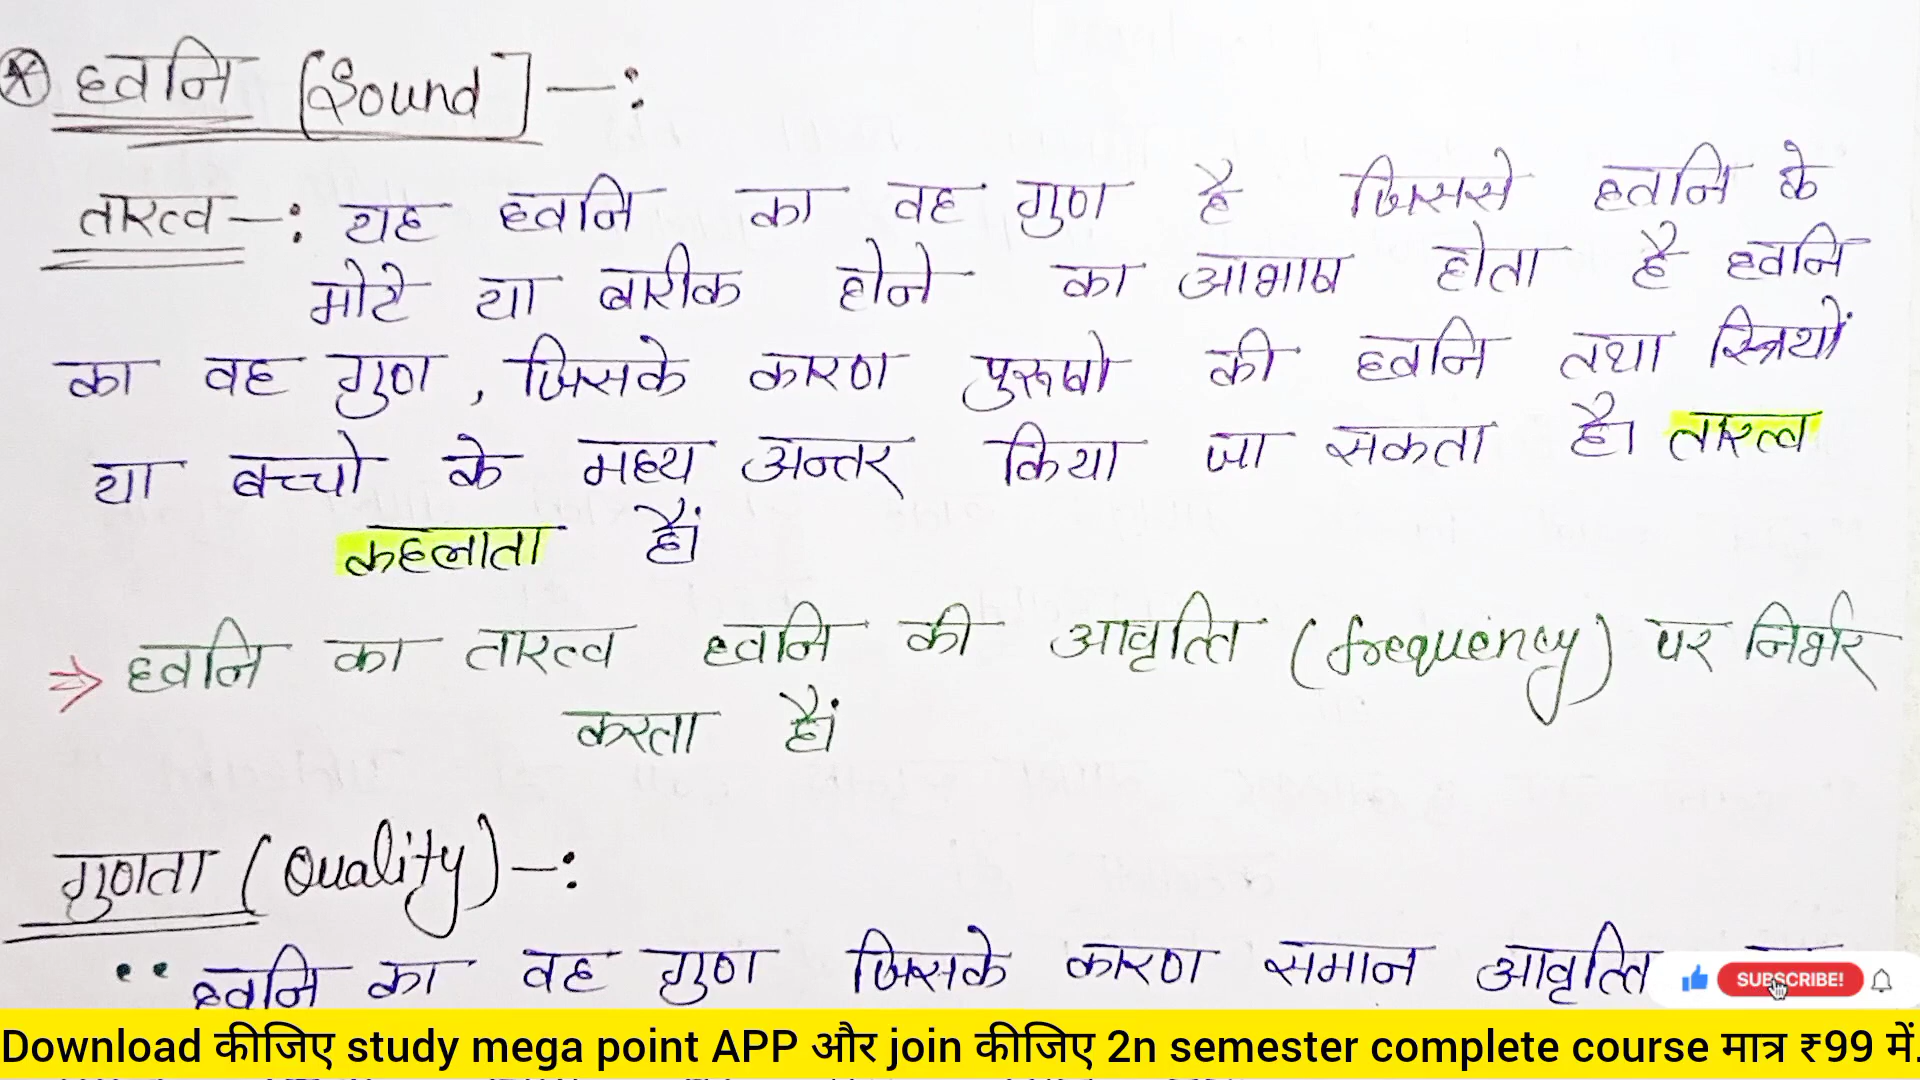 ध्वनि [Sound] —:
तारत्व —: यह ध्वनि का वह गुण है जिससे ध्वनि के
मोटे या बारीक होने का आभाष होता है ध्वनि
का वह गुण, जिसके कारण पुरूषो की ध्वनि तथा स्त्रियों
या बच्चो के मध्य अन्तर किया जा सकता है। तारत्व
कहलाता हैं।
⇒ ध्वनि का तारत्व ध्वनि की आवृत्ति (frequency) पर निर्भर
करता हैं।
गुणता (Quality) —:
ध्वनि का वह गुण जिसके कारण समान आवृत्ति
SUBSCRIBE!
Download कीजिए study mega point APP और join कीजिए 2n semester complete course मात्र ₹99 में.